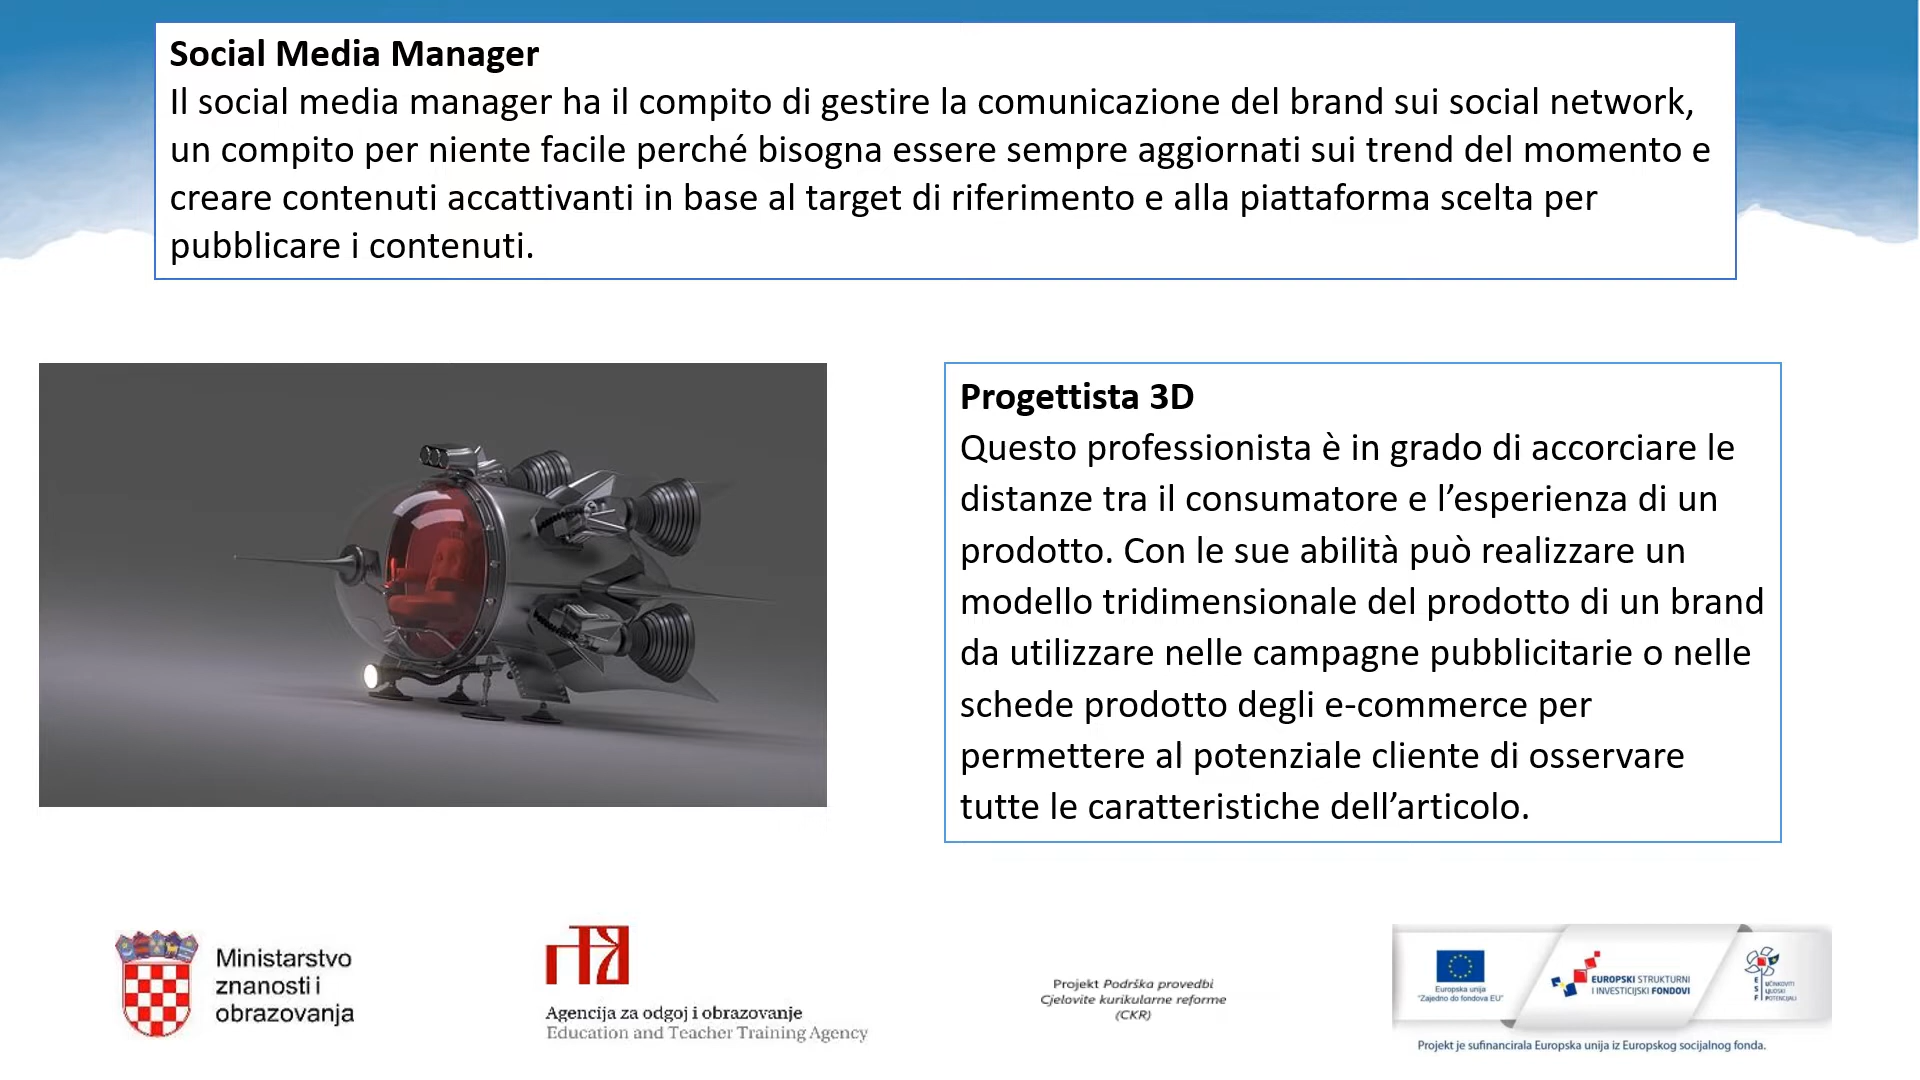 Social Media Manager
Il social media manager ha il compito di gestire la comunicazione del brand sui social network,
un compito per niente facile perché bisogna essere sempre aggiornati sui trend del momento e
creare contenuti accattivanti in base al target di riferimento e alla piattaforma scelta per
pubblicare i contenuti.
Progettista 3D
Questo professionista è in grado di accorciare le
distanze tra il consumatore e l’esperienza di un
prodotto. Con le sue abilità può realizzare un
modello tridimensionale del prodotto di un brand
da utilizzare nelle campagne pubblicitarie o nelle
schede prodotto degli e-commerce per
permettere al potenziale cliente di osservare
tutte le caratteristiche dell’articolo.
Ministarstvo
znanosti i
obrazovanja
Agencija za odgoj i obrazovanje
Education and Teacher Training Agency
Projekt Podrška provedbi
Cjelovite kurikularne reforme
(CKR)
Europska unija
"Zajedno do fondova EU"
EUROPSKI STRUKTURNI
I INVESTICIJSKI FONDOVI
ESF
UČINKOVITI
LJUDSKI
POTENCIJALI
Projekt je sufinancirala Europska unija iz Europskog socijalnog fonda.